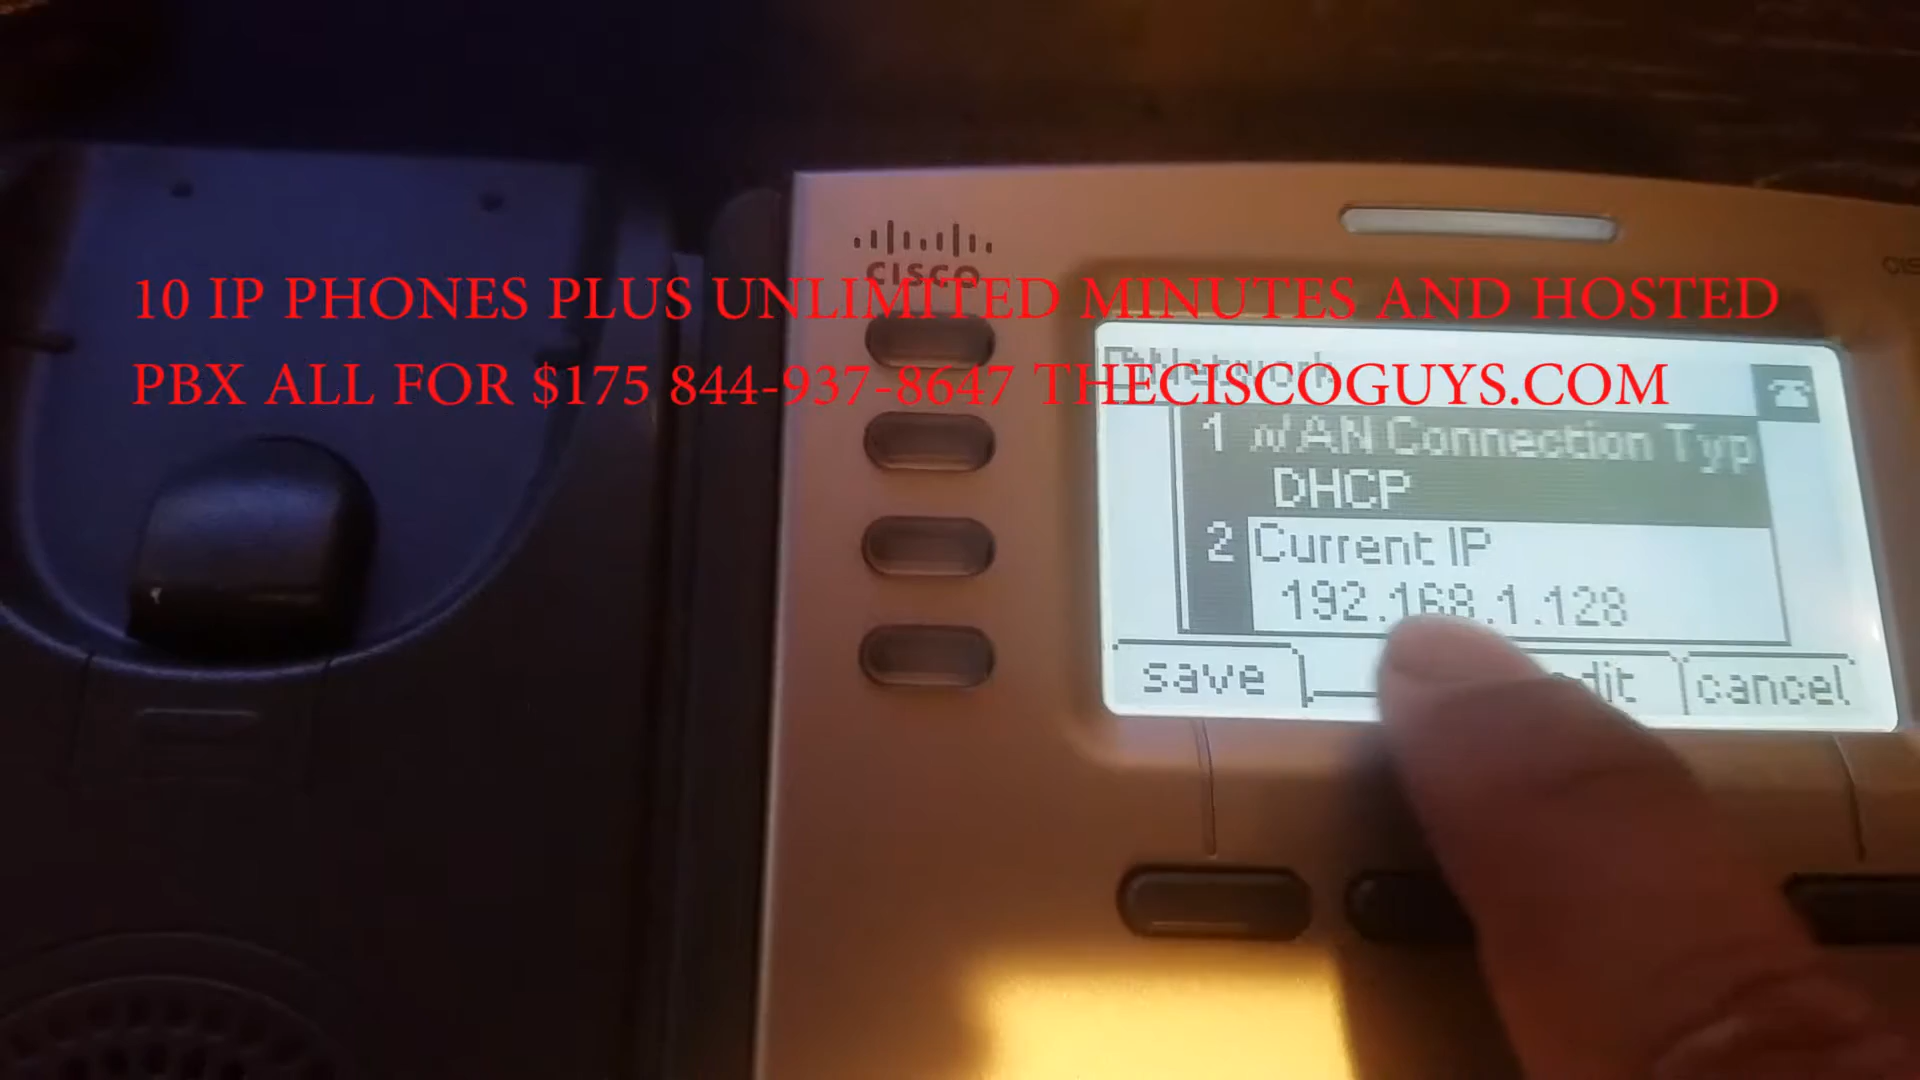 CISCO
10 IP PHONES PLUS UNLIMITED MINUTES AND HOSTED
PBX ALL FOR $175 844-937-8647 THECISCOGUYS.COM
Network
1 WAN Connection Typ
DHCP
2 Current IP
192.168.1.128
save
cancel